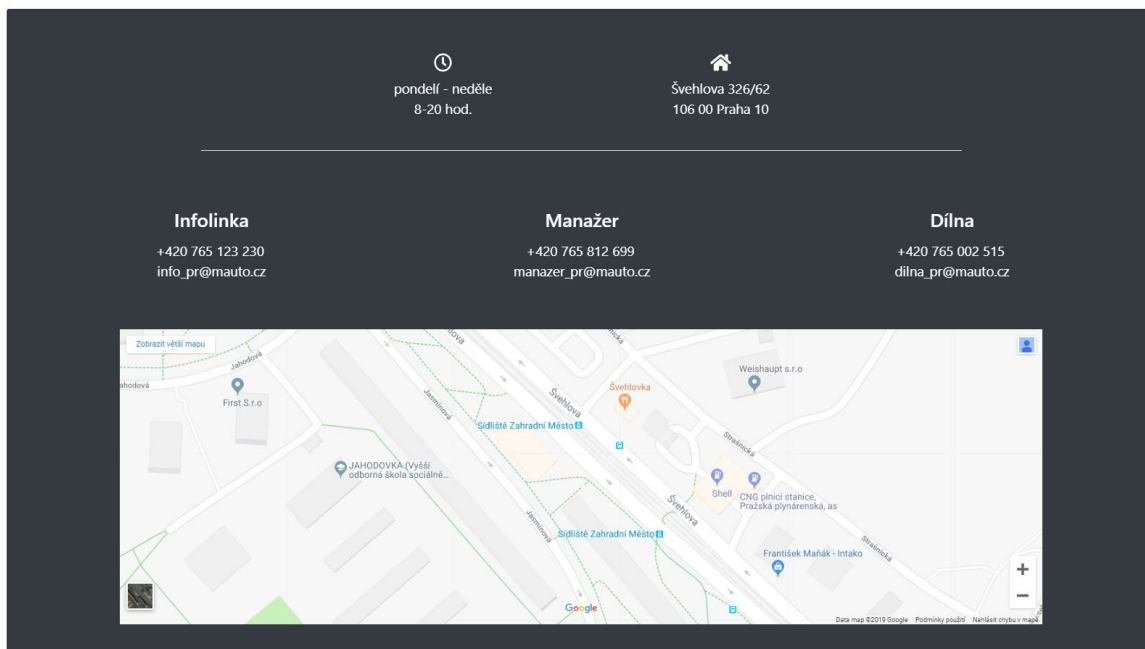 pondelí - neděle
8-20 hod.
Švehlova 326/62
106 00 Praha 10
Infolinka
+420 765 123 230
info_pr@mauto.cz
Manažer
+420 765 812 699
manazer_pr@mauto.cz
Dílna
+420 765 002 515
dilna_pr@mauto.cz
Zobrazit větší mapu
Jahodová
ahodová
First S.r.o
Jasmínová
Švehlova
Sídliště Zahradní Město
Švehlovka
Weishaupt s.r.o
Strašnická
JAHODOVKA (Vyšší
odborná škola sociálně...
Shell
CNG plnicí stanice,
Pražská plynárenská, as
Švehlova
Jasmínová
Sídliště Zahradní Město
Strašnická
František Maňák - Intako
Google
Data map ©2019 Google
Podmínky použití
Nahlásit chybu v mapě